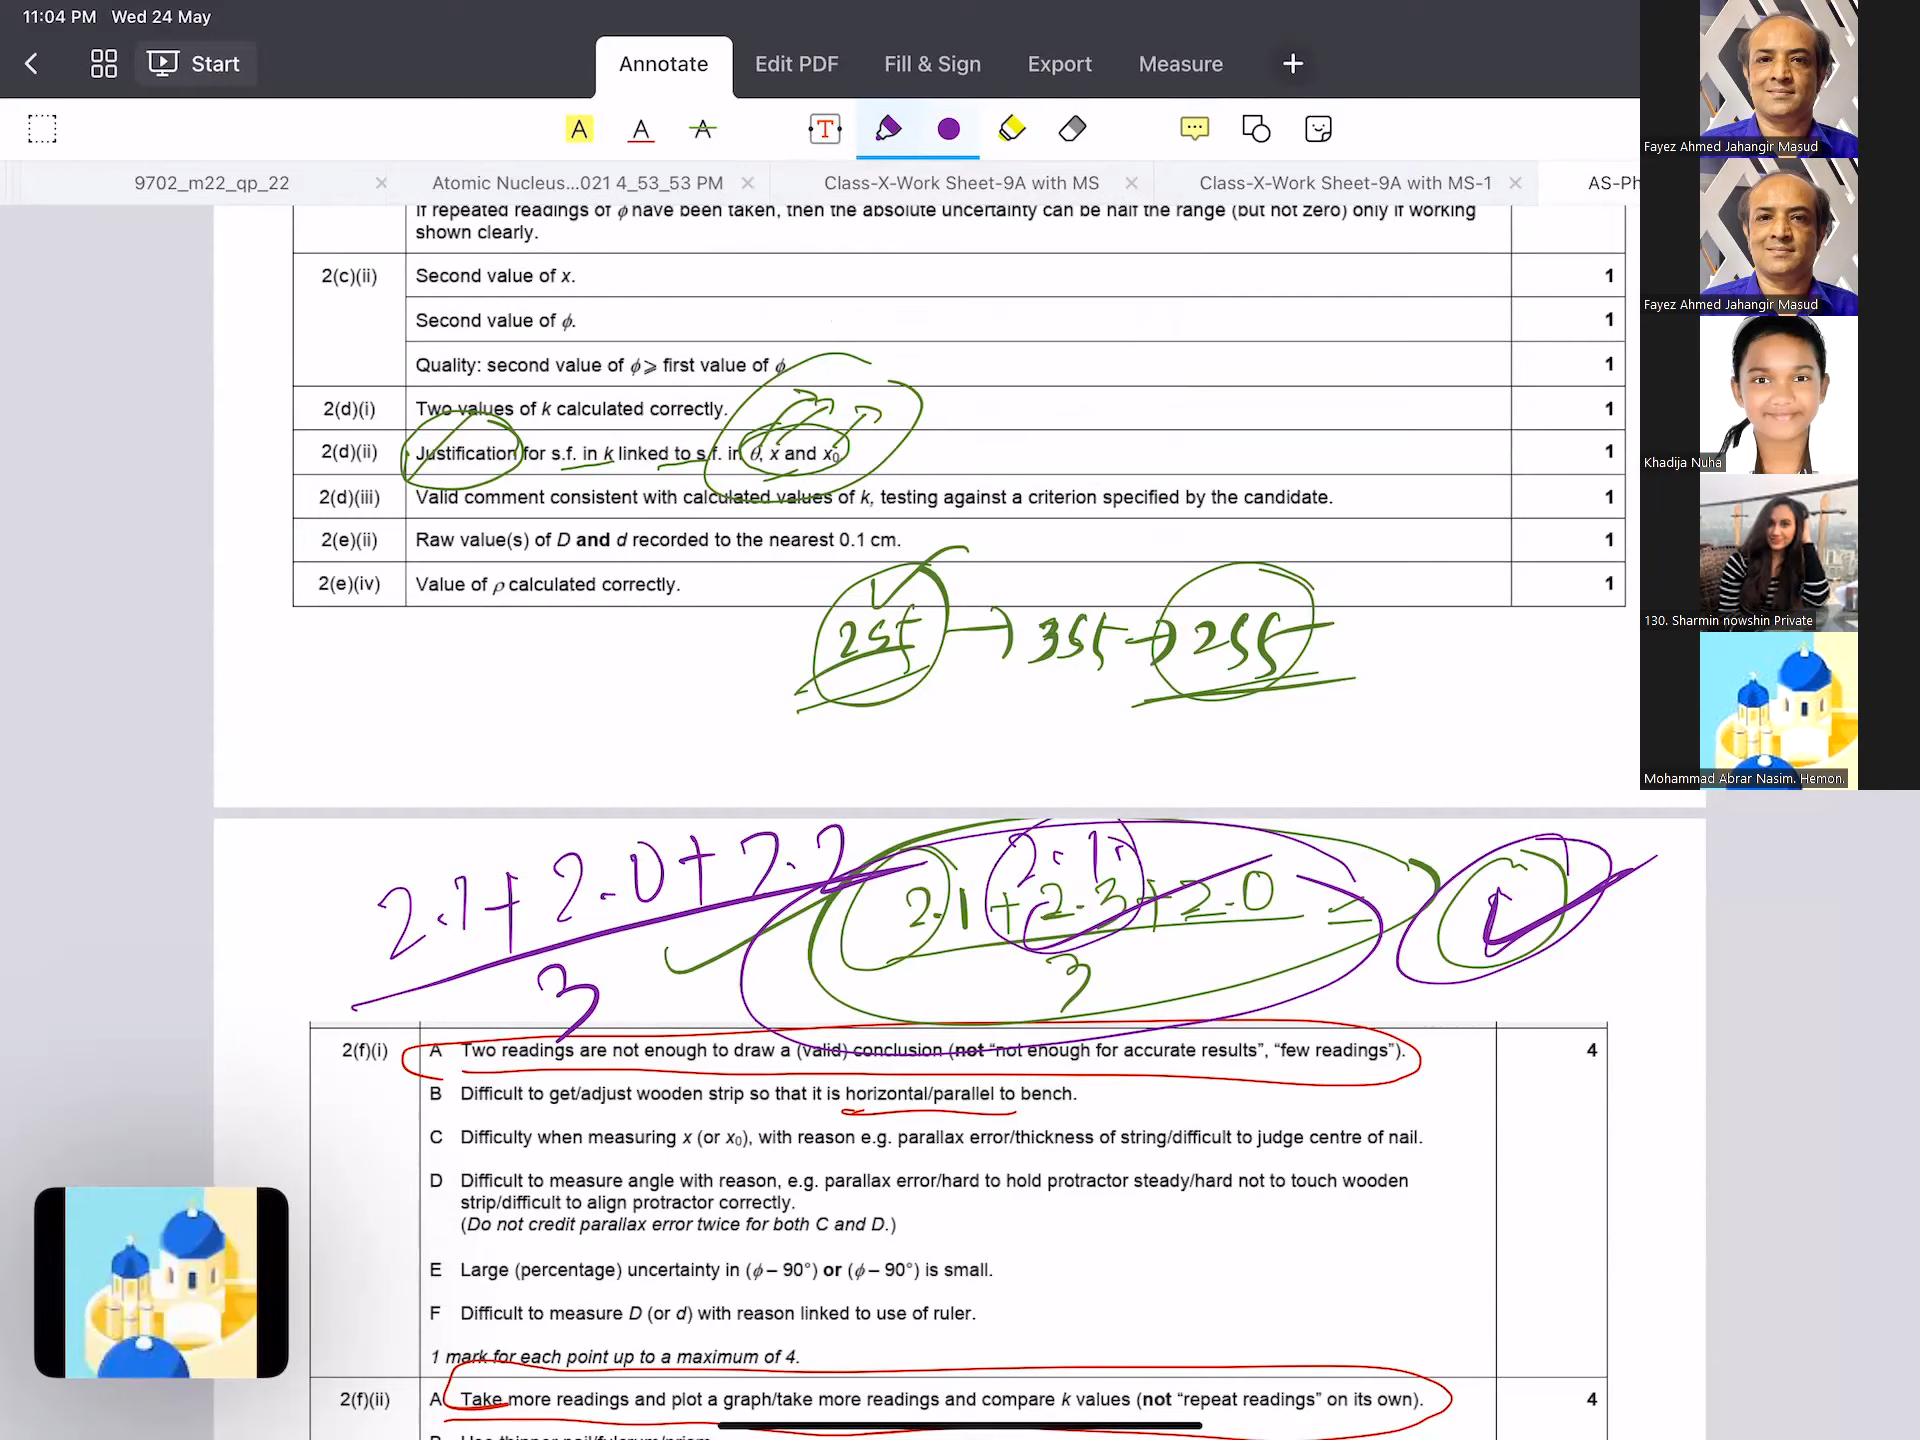 11:04 PM Wed 24 May
Start
Annotate
Edit PDF
Fill & Sign
Export
Measure
9702_m22_qp_22
Atomic Nucleus...021 4_53_53 PM
Class-X-Work Sheet-9A with MS
Class-X-Work Sheet-9A with MS-1
AS-Ph
If repeated readings of ϕ have been taken, then the absolute uncertainty can be half the range (but not zero) only if working
shown clearly.
2(c)(ii) Second value of x. 1
Second value of ϕ. 1
Quality: second value of ϕ ⩾ first value of ϕ 1
2(d)(i) Two values of k calculated correctly. 1
2(d)(ii) Justification for s.f. in k linked to s.f. in θ, x and x₀ 1
2(d)(iii) Valid comment consistent with calculated values of k, testing against a criterion specified by the candidate. 1
2(e)(ii) Raw value(s) of D and d recorded to the nearest 0.1 cm. 1
2(e)(iv) Value of ρ calculated correctly. 1
2sf → 3sf → 2sf
2.1+2.0+2.2
3
2.1
2.1+2.3+2.0 =
3
2(f)(i) A Two readings are not enough to draw a (valid) conclusion (not “not enough for accurate results”, “few readings”). 4
B Difficult to get/adjust wooden strip so that it is horizontal/parallel to bench.
C Difficulty when measuring x (or x₀), with reason e.g. parallax error/thickness of string/difficult to judge centre of nail.
D Difficult to measure angle with reason, e.g. parallax error/hard to hold protractor steady/hard not to touch wooden
strip/difficult to align protractor correctly.
(Do not credit parallax error twice for both C and D.)
E Large (percentage) uncertainty in (ϕ – 90°) or (ϕ – 90°) is small.
F Difficult to measure D (or d) with reason linked to use of ruler.
1 mark for each point up to a maximum of 4.
2(f)(ii) A Take more readings and plot a graph/take more readings and compare k values (not “repeat readings” on its own). 4
Fayez Ahmed Jahangir Masud
Fayez Ahmed Jahangir Masud
Khadija Nuha
130. Sharmin nowshin Private
Mohammad Abrar Nasim. Hemon.